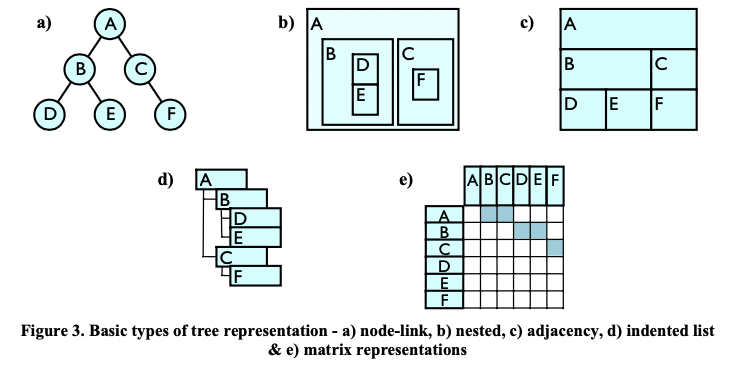 a)
A
B C
D E F
b)
A
B C
D F
E
c)
A
B C
D E F
d)
A
B
D
E
C
F
e)
A B C D E F
A
B
C
D
E
F
Figure 3. Basic types of tree representation - a) node-link, b) nested, c) adjacency, d) indented list
& e) matrix representations